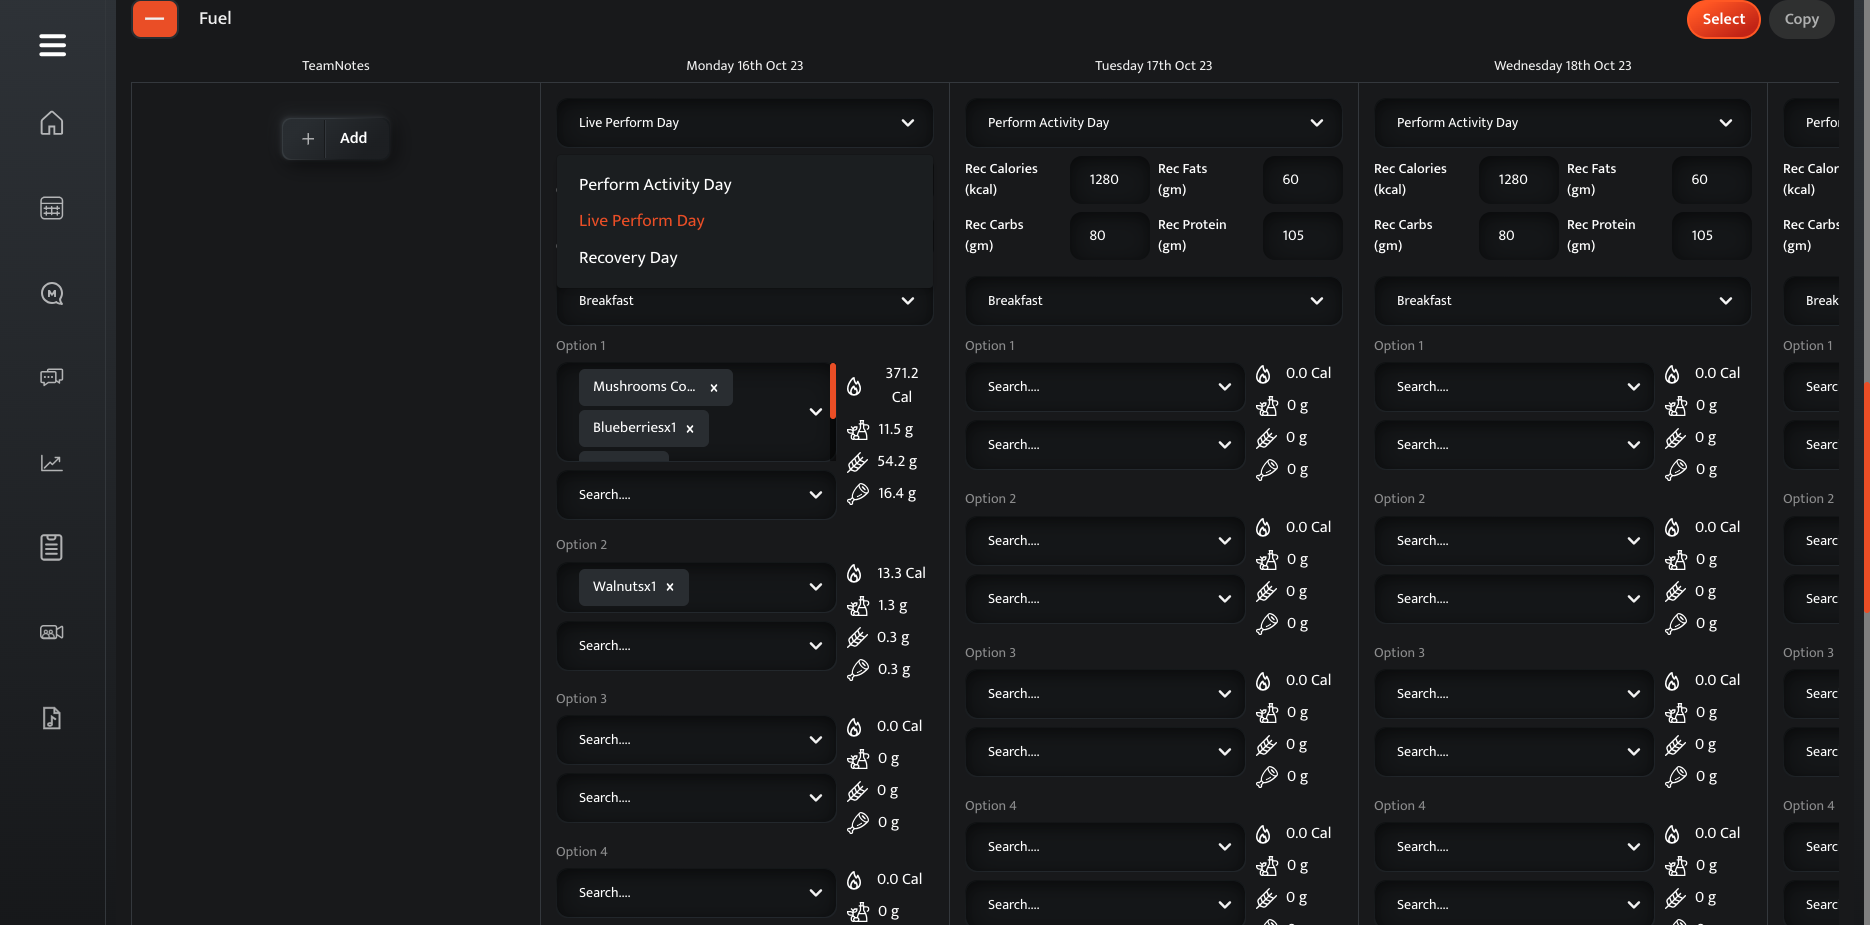 Fuel
Select
Copy
TeamNotes
Monday 16th Oct 23
Tuesday 17th Oct 23
Wednesday 18th Oct 23
Add
Live Perform Day
Perform Activity Day
Live Perform Day
Recovery Day
Breakfast
Option 1
Mushrooms Co...
Blueberriesx1
371.2
Cal
11.5 g
54.2 g
16.4 g
Search....
Option 2
Walnutsx1
13.3 Cal
1.3 g
0.3 g
0.3 g
Search....
Option 3
Search....
Search....
0.0 Cal
0 g
0 g
0 g
Option 4
Search....
0.0 Cal
0 g
Perform Activity Day
Rec Calories
(kcal)
1280
Rec Fats
(gm)
60
Rec Carbs
(gm)
80
Rec Protein
(gm)
105
Breakfast
Option 1
Search....
Search....
0.0 Cal
0 g
0 g
0 g
Option 2
Search....
Search....
0.0 Cal
0 g
0 g
0 g
Option 3
Search....
Search....
0.0 Cal
0 g
0 g
0 g
Option 4
Search....
Search....
0.0 Cal
0 g
0 g
Perform Activity Day
Rec Calories
(kcal)
1280
Rec Fats
(gm)
60
Rec Carbs
(gm)
80
Rec Protein
(gm)
105
Breakfast
Option 1
Search....
Search....
0.0 Cal
0 g
0 g
0 g
Option 2
Search....
Search....
0.0 Cal
0 g
0 g
0 g
Option 3
Search....
Search....
0.0 Cal
0 g
0 g
0 g
Option 4
Search....
Search....
0.0 Cal
0 g
0 g
Perfo
Rec Calor
(kcal)
Rec Carbs
(gm)
Break
Option 1
Searc
Searc
Option 2
Searc
Searc
Option 3
Searc
Searc
Option 4
Searc
Searc